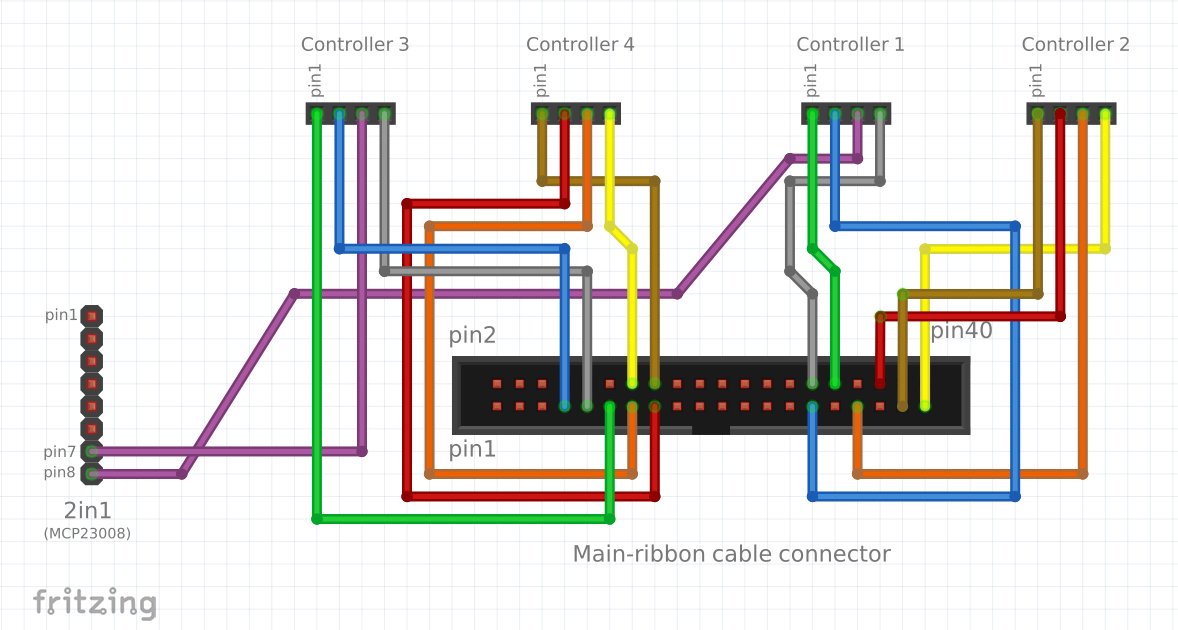 Controller 3
Controller 4
Controller 1
Controller 2
pin1
pin1
pin1
pin1
pin1
pin2
pin40
pin1
pin7
pin8
2in1
(MCP23008)
Main-ribbon cable connector
fritzing